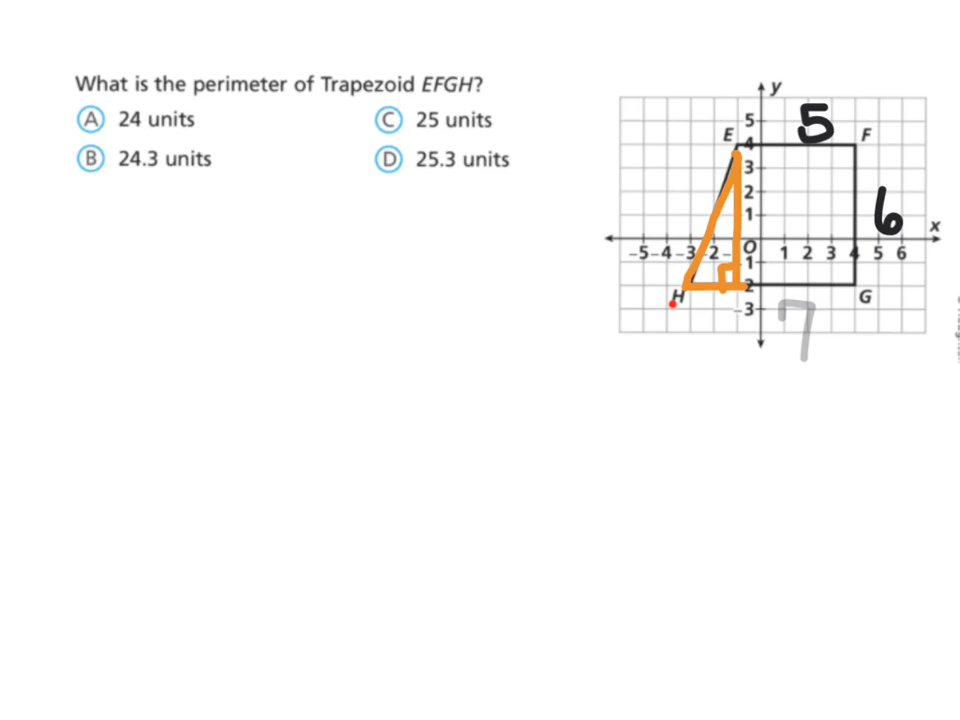 What is the perimeter of Trapezoid EFGH?
A 24 units
C 25 units
B 24.3 units
D 25.3 units
y
5
5
E
4
F
3
2
6
1
x
-5 -4 -3 -2 - O 1 2 3 4 5 6
1
2
H
G
-3
7